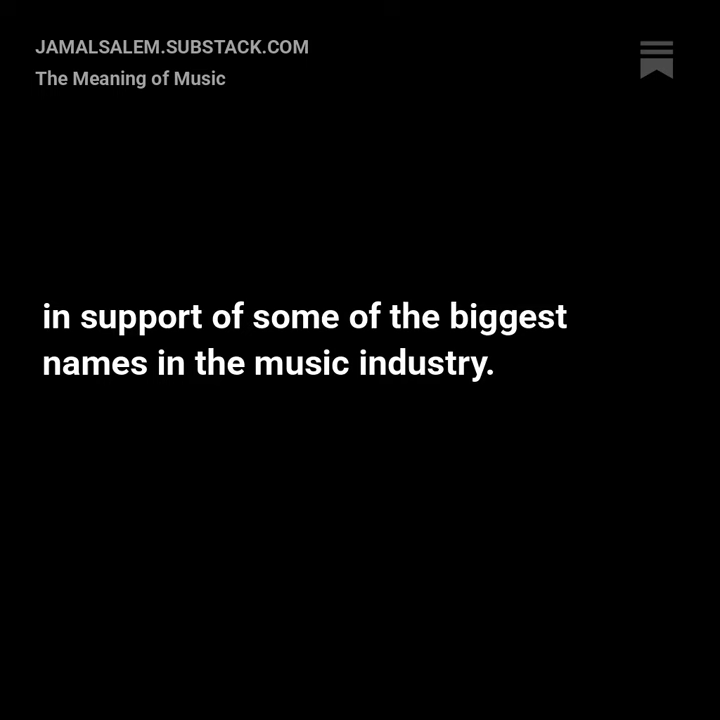 JAMALSALEM.SUBSTACK.COM
The Meaning of Music
in support of some of the biggest
names in the music industry.